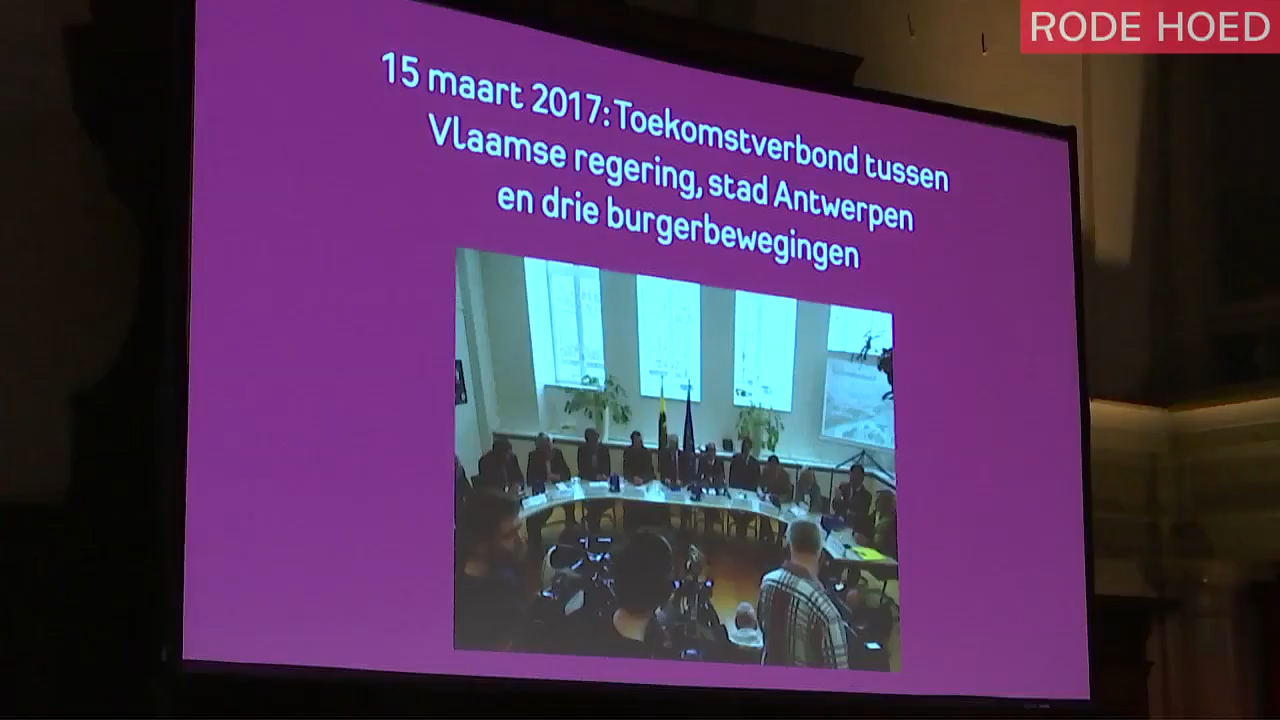 RODE HOED
15 maart 2017: Toekomstverbond tussen
Vlaamse regering, stad Antwerpen
en drie burgerbewegingen